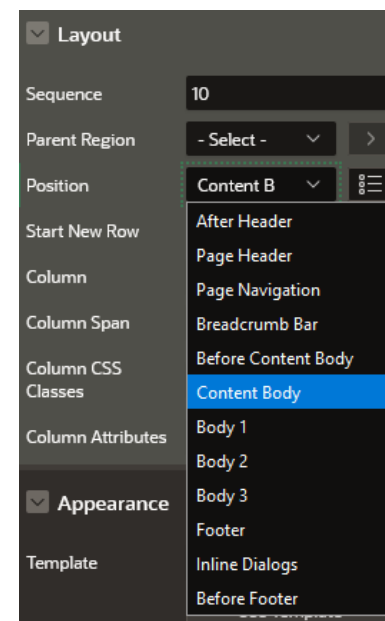 Layout
Sequence 10
Parent Region - Select -
Position Content B
After Header
Start New Row
Page Header
Column
Page Navigation
Column Span
Breadcrumb Bar
Column CSS
Before Content Body
Classes
Content Body
Column Attributes
Body 1
Body 2
Appearance
Body 3
Footer
Template
Inline Dialogs
Before Footer